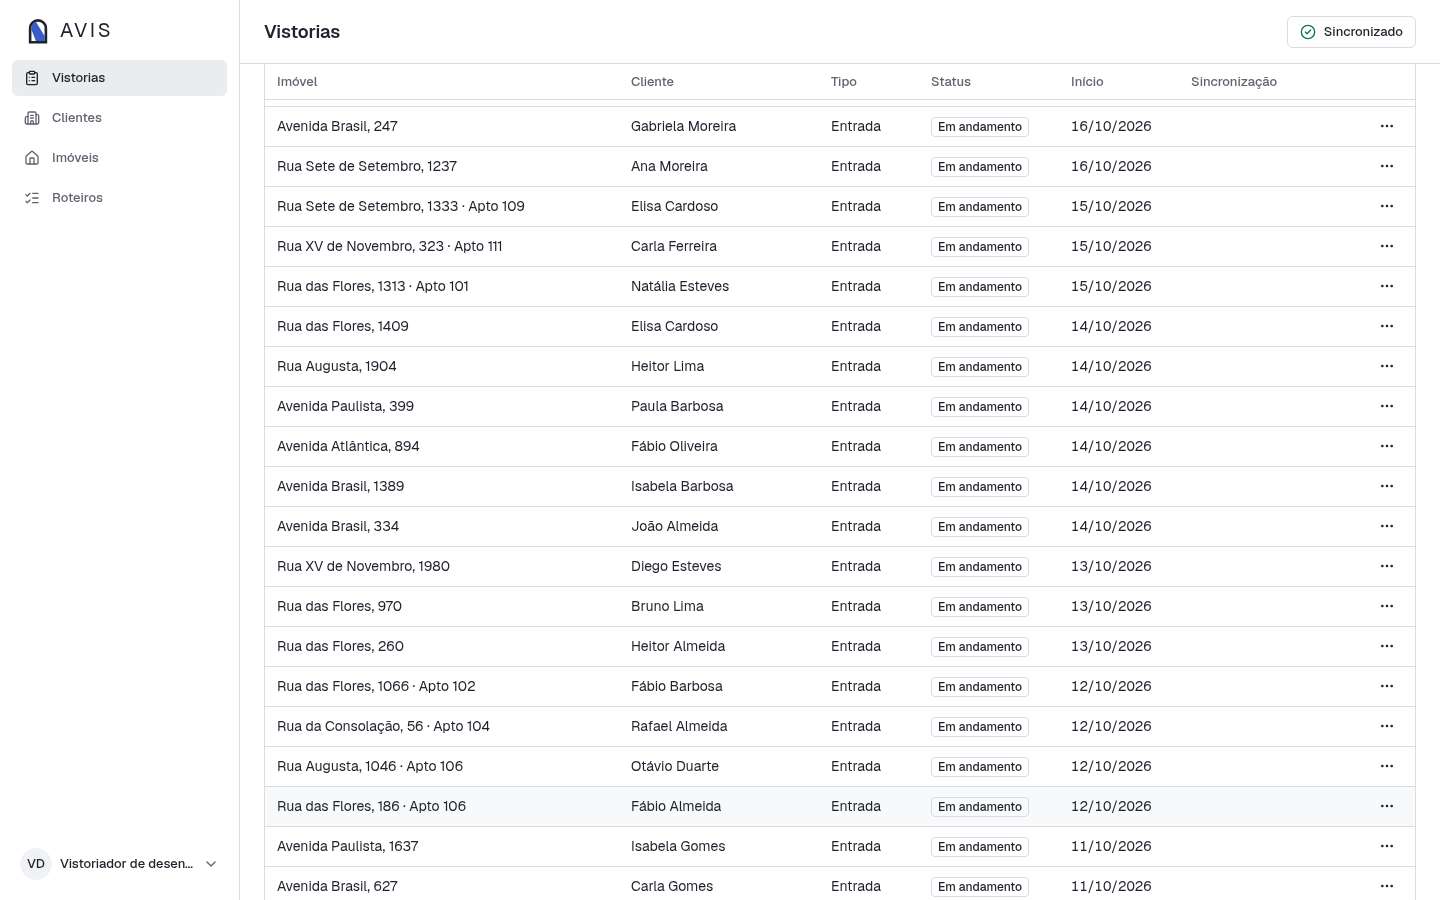 AVIS
Vistorias
Clientes
Imóveis
Roteiros
VD Vistoriador de desen...
Vistorias
Sincronizado
Imóvel Cliente Tipo Status Início Sincronização
Avenida Brasil, 247 Gabriela Moreira Entrada Em andamento 16/10/2026
Rua Sete de Setembro, 1237 Ana Moreira Entrada Em andamento 16/10/2026
Rua Sete de Setembro, 1333 · Apto 109 Elisa Cardoso Entrada Em andamento 15/10/2026
Rua XV de Novembro, 323 · Apto 111 Carla Ferreira Entrada Em andamento 15/10/2026
Rua das Flores, 1313 · Apto 101 Natália Esteves Entrada Em andamento 15/10/2026
Rua das Flores, 1409 Elisa Cardoso Entrada Em andamento 14/10/2026
Rua Augusta, 1904 Heitor Lima Entrada Em andamento 14/10/2026
Avenida Paulista, 399 Paula Barbosa Entrada Em andamento 14/10/2026
Avenida Atlântica, 894 Fábio Oliveira Entrada Em andamento 14/10/2026
Avenida Brasil, 1389 Isabela Barbosa Entrada Em andamento 14/10/2026
Avenida Brasil, 334 João Almeida Entrada Em andamento 14/10/2026
Rua XV de Novembro, 1980 Diego Esteves Entrada Em andamento 13/10/2026
Rua das Flores, 970 Bruno Lima Entrada Em andamento 13/10/2026
Rua das Flores, 260 Heitor Almeida Entrada Em andamento 13/10/2026
Rua das Flores, 1066 · Apto 102 Fábio Barbosa Entrada Em andamento 12/10/2026
Rua da Consolação, 56 · Apto 104 Rafael Almeida Entrada Em andamento 12/10/2026
Rua Augusta, 1046 · Apto 106 Otávio Duarte Entrada Em andamento 12/10/2026
Rua das Flores, 186 · Apto 106 Fábio Almeida Entrada Em andamento 12/10/2026
Avenida Paulista, 1637 Isabela Gomes Entrada Em andamento 11/10/2026
Avenida Brasil, 627 Carla Gomes Entrada Em andamento 11/10/2026